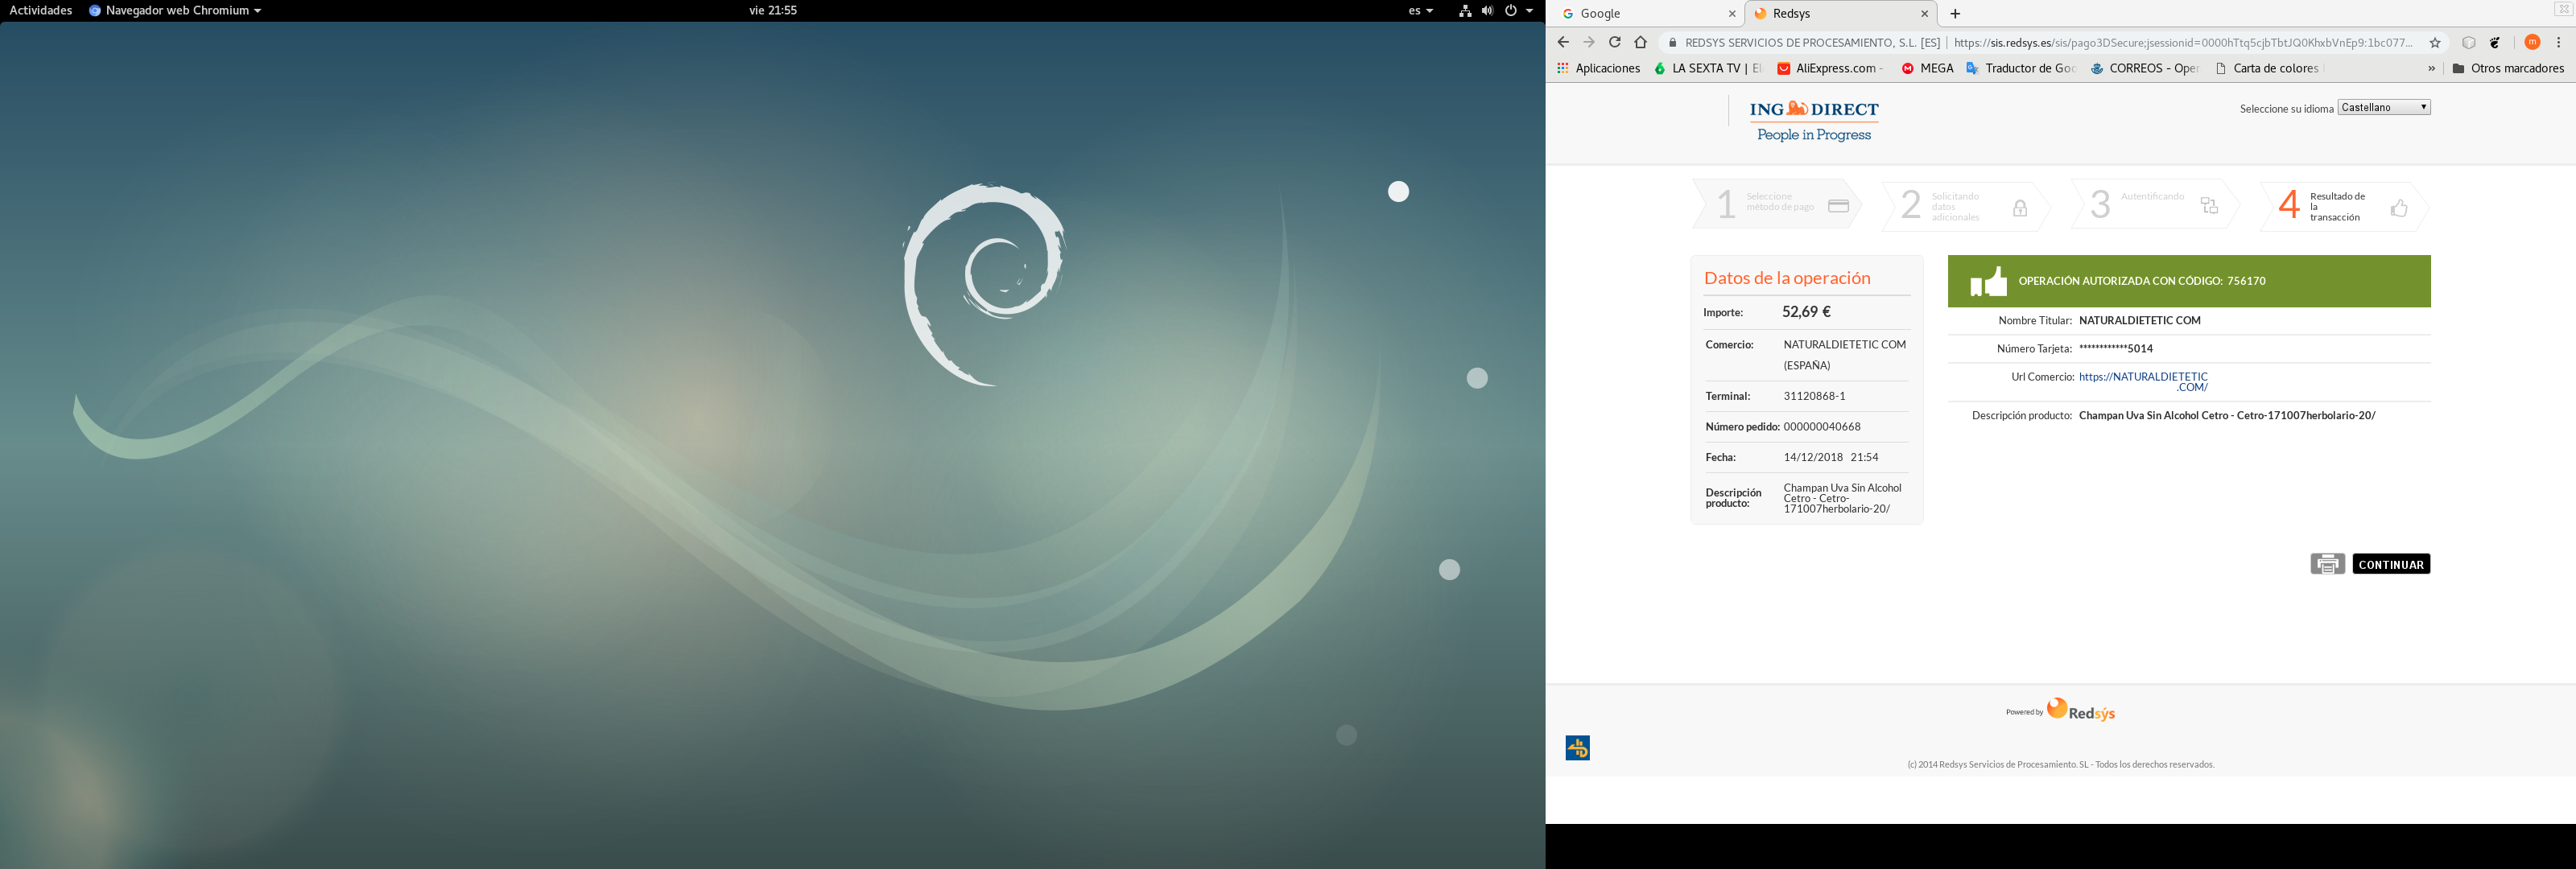 Actividades Navegador web Chromium
vie 21:55
es
Google
Redsys
REDSYS SERVICIOS DE PROCESAMIENTO, S.L. [ES] https://sis.redsys.es/sis/pago3DSecure;jsessionid=0000hTtq5cjbTbtJQ0KhxbVnEp9:1bc077...
m
Aplicaciones LA SEXTA TV | El AliExpress.com - MEGA Traductor de Goo CORREOS - Oper Carta de colores » Otros marcadores
ING DIRECT
People in Progress
Seleccione su idioma Castellano
1 Seleccione
método de pago
2 Solicitando
datos
adicionales
3 Autentificando
4 Resultado de
la
transacción
Datos de la operación
Importe: 52,69 €
Comercio: NATURALDIETETIC COM
(ESPAÑA)
Terminal: 31120868-1
Número pedido: 000000040668
Fecha: 14/12/2018 21:54
Descripción
producto:
Champan Uva Sin Alcohol
Cetro - Cetro-
171007herbolario-20/
OPERACIÓN AUTORIZADA CON CÓDIGO: 756170
Nombre Titular: NATURALDIETETIC COM
Número Tarjeta: ************5014
Url Comercio: https://NATURALDIETETIC
.COM/
Descripción producto: Champan Uva Sin Alcohol Cetro - Cetro-171007herbolario-20/
CONTINUAR
Powered by Redsýs
(c) 2014 Redsys Servicios de Procesamiento. SL - Todos los derechos reservados.